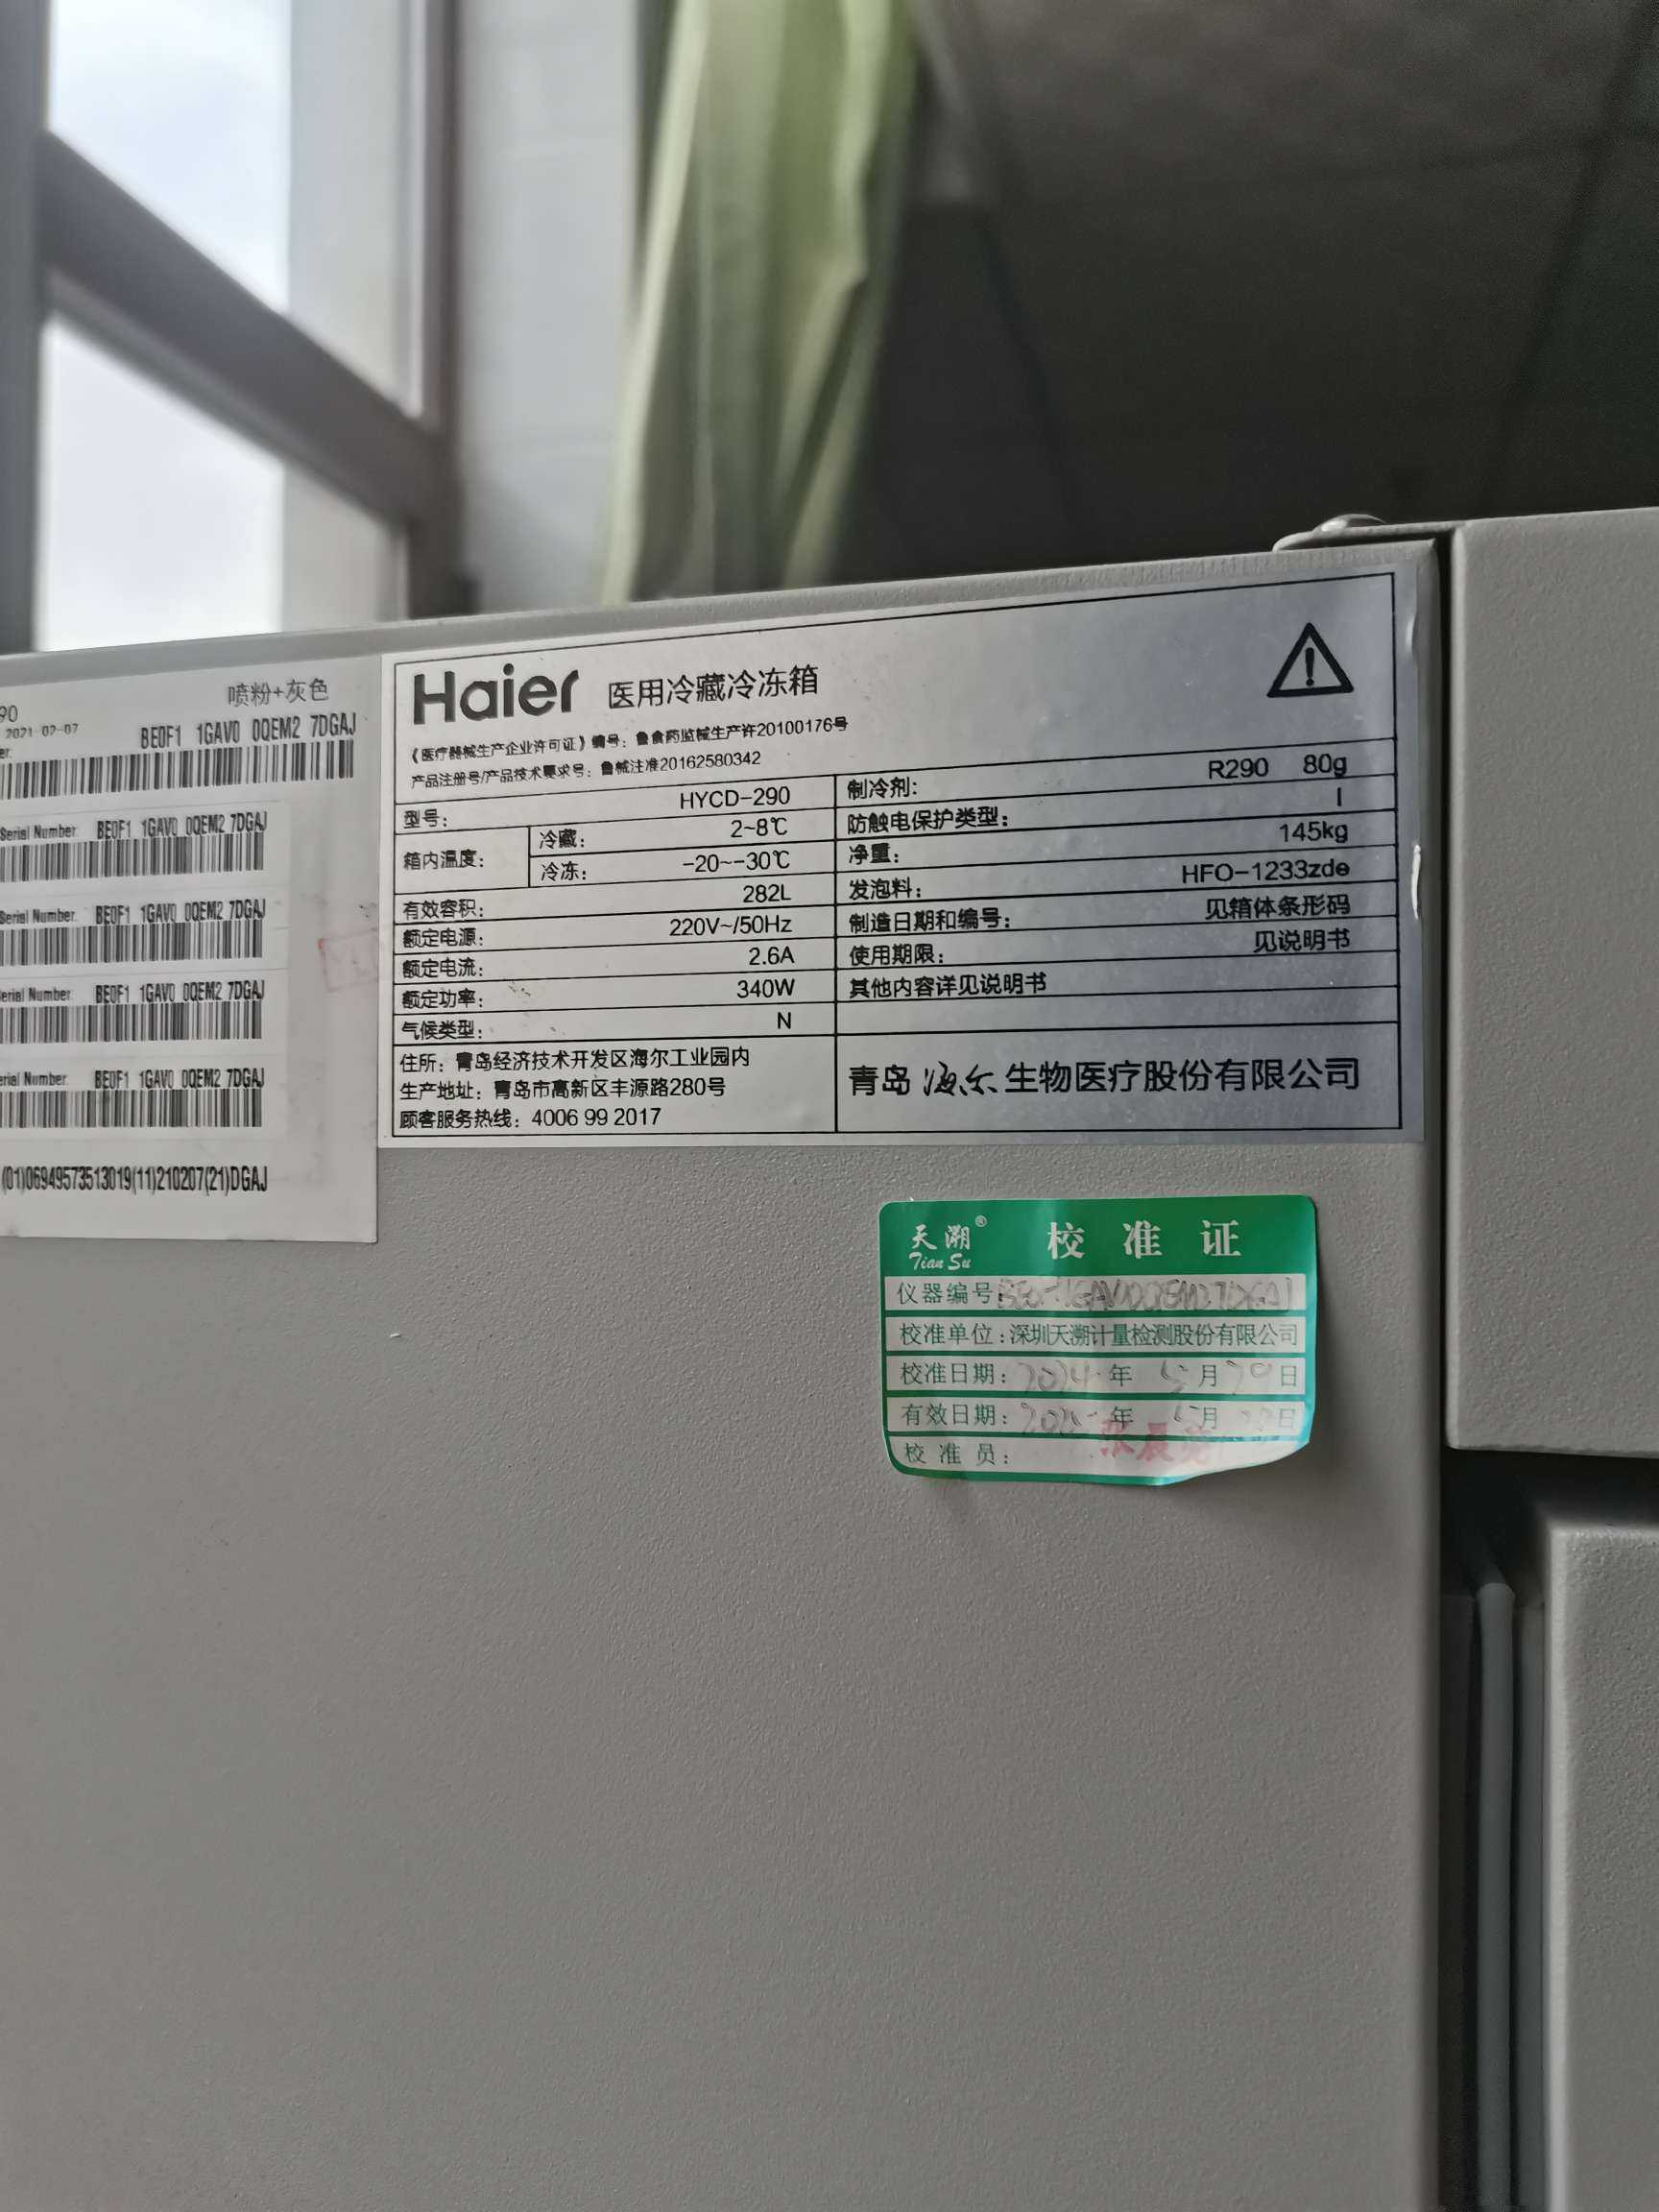 喷粉+灰色
90
2021-02-07
er:
BE0F1 1GAV0 0QEM2 7DGAJ
Serial Number: BE0F1 1GAV0 0QEM2 7DGAJ
Serial Number: BE0F1 1GAV0 0QEM2 7DGAJ
erial Number: BE0F1 1GAV0 0QEM2 7DGAJ
erial Number: BE0F1 1GAV0 0QEM2 7DGAJ
(01)06949573513019(11)210207(21)DGAJ
Haier 医用冷藏冷冻箱
《医疗器械生产企业许可证》编号：鲁食药监械生产许20100176号
产品注册号/产品技术要求号：鲁械注准20162580342
型号： HYCD-290
箱内温度： 冷藏： 2~8℃
冷冻： -20~-30℃
有效容积： 282L
额定电源： 220V~/50Hz
额定电流： 2.6A
额定功率： 340W
气候类型： N
制冷剂： R290 80g
防触电保护类型： I
净重： 145kg
发泡料： HFO-1233zde
制造日期和编号： 见箱体条形码
使用期限： 见说明书
其他内容详见说明书
住所：青岛经济技术开发区海尔工业园内
生产地址：青岛市高新区丰源路280号
顾客服务热线：4006 99 2017
青岛海尔生物医疗股份有限公司
天溯® 校准证
Tian Su
仪器编号:
校准单位:深圳天溯计量检测股份有限公司
校准日期: 2024年5月29日
有效日期: 年5月 日
校准员: